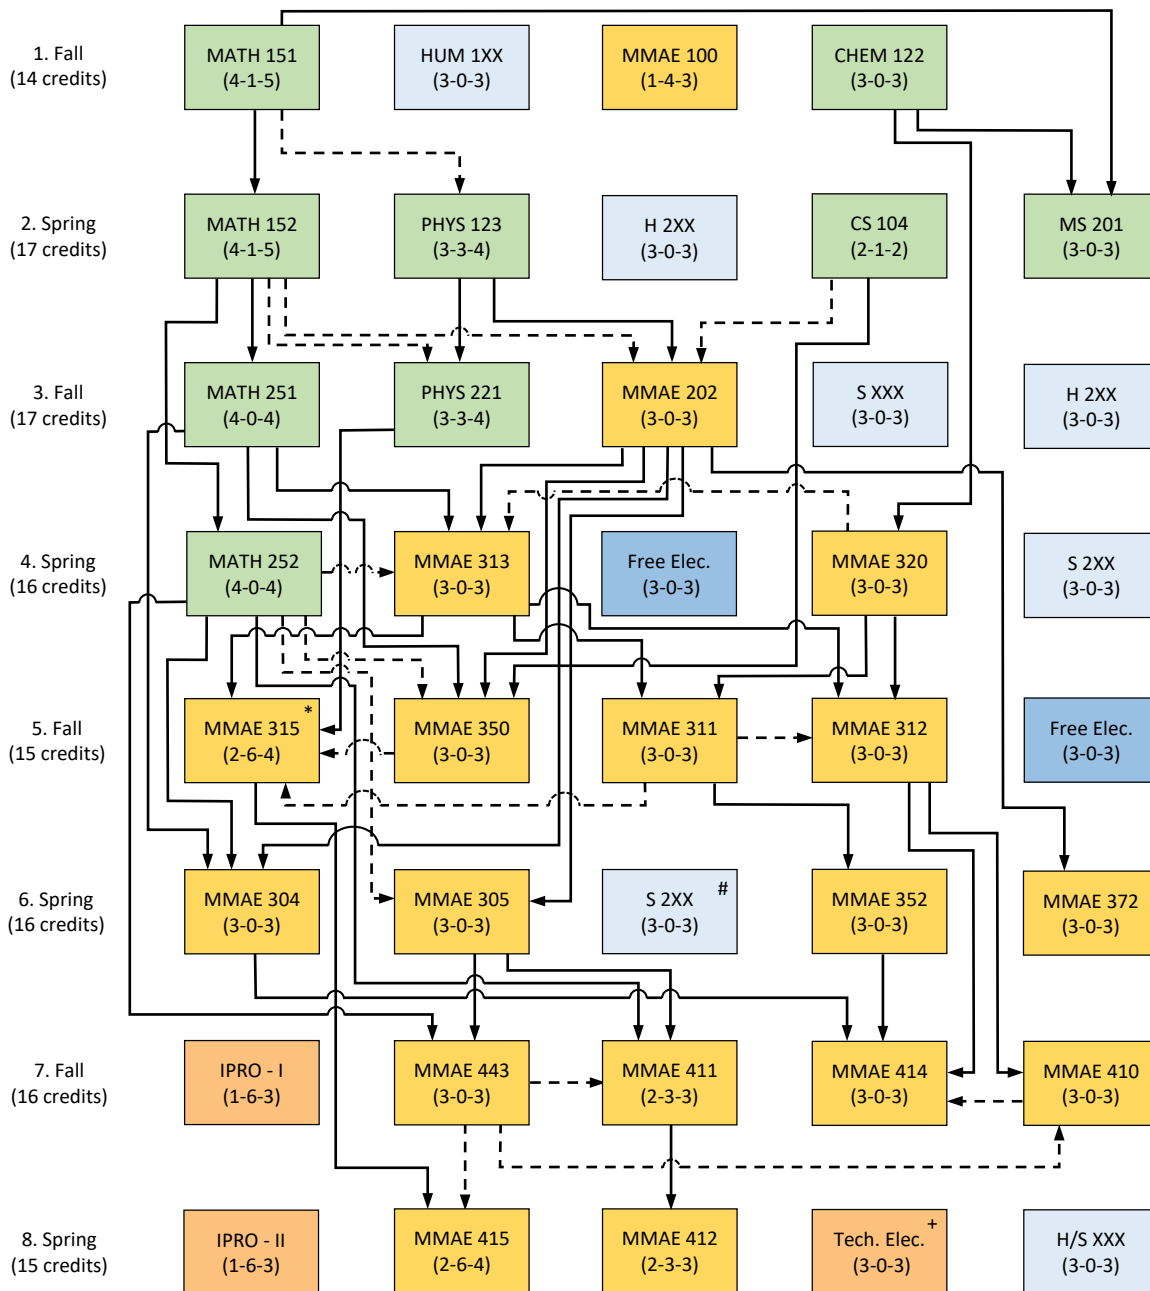 1. Fall
(14 credits)
MATH 151
(4-1-5)
HUM 1XX
(3-0-3)
MMAE 100
(1-4-3)
CHEM 122
(3-0-3)
2. Spring
(17 credits)
MATH 152
(4-1-5)
PHYS 123
(3-3-4)
H 2XX
(3-0-3)
CS 104
(2-1-2)
MS 201
(3-0-3)
3. Fall
(17 credits)
MATH 251
(4-0-4)
PHYS 221
(3-3-4)
MMAE 202
(3-0-3)
S XXX
(3-0-3)
H 2XX
(3-0-3)
4. Spring
(16 credits)
MATH 252
(4-0-4)
MMAE 313
(3-0-3)
Free Elec.
(3-0-3)
MMAE 320
(3-0-3)
S 2XX
(3-0-3)
5. Fall
(15 credits)
MMAE 315 *
(2-6-4)
MMAE 350
(3-0-3)
MMAE 311
(3-0-3)
MMAE 312
(3-0-3)
Free Elec.
(3-0-3)
6. Spring
(16 credits)
MMAE 304
(3-0-3)
MMAE 305
(3-0-3)
S 2XX #
(3-0-3)
MMAE 352
(3-0-3)
MMAE 372
(3-0-3)
7. Fall
(16 credits)
IPRO - I
(1-6-3)
MMAE 443
(3-0-3)
MMAE 411
(2-3-3)
MMAE 414
(3-0-3)
MMAE 410
(3-0-3)
8. Spring
(15 credits)
IPRO - II
(1-6-3)
MMAE 415
(2-6-4)
MMAE 412
(2-3-3)
Tech. Elec. +
(3-0-3)
H/S XXX
(3-0-3)